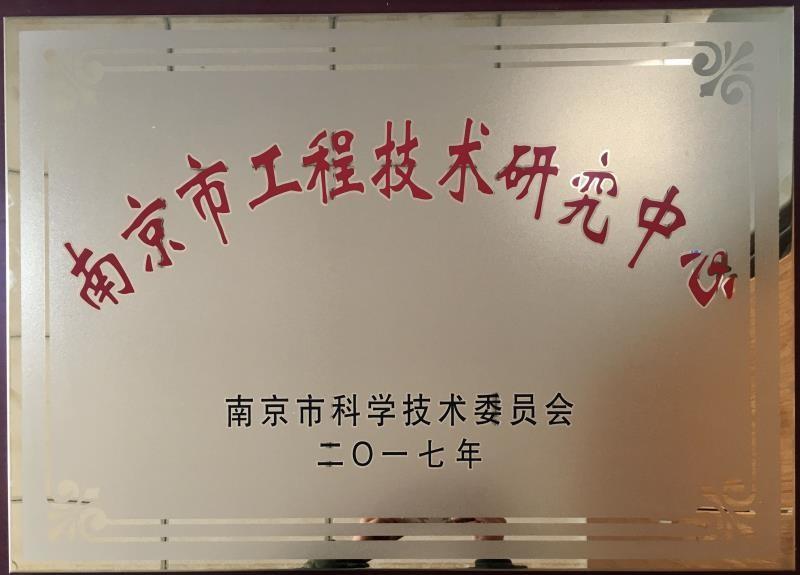 南京市工程技术研究中心
南京市科学技术委员会
二〇一七年